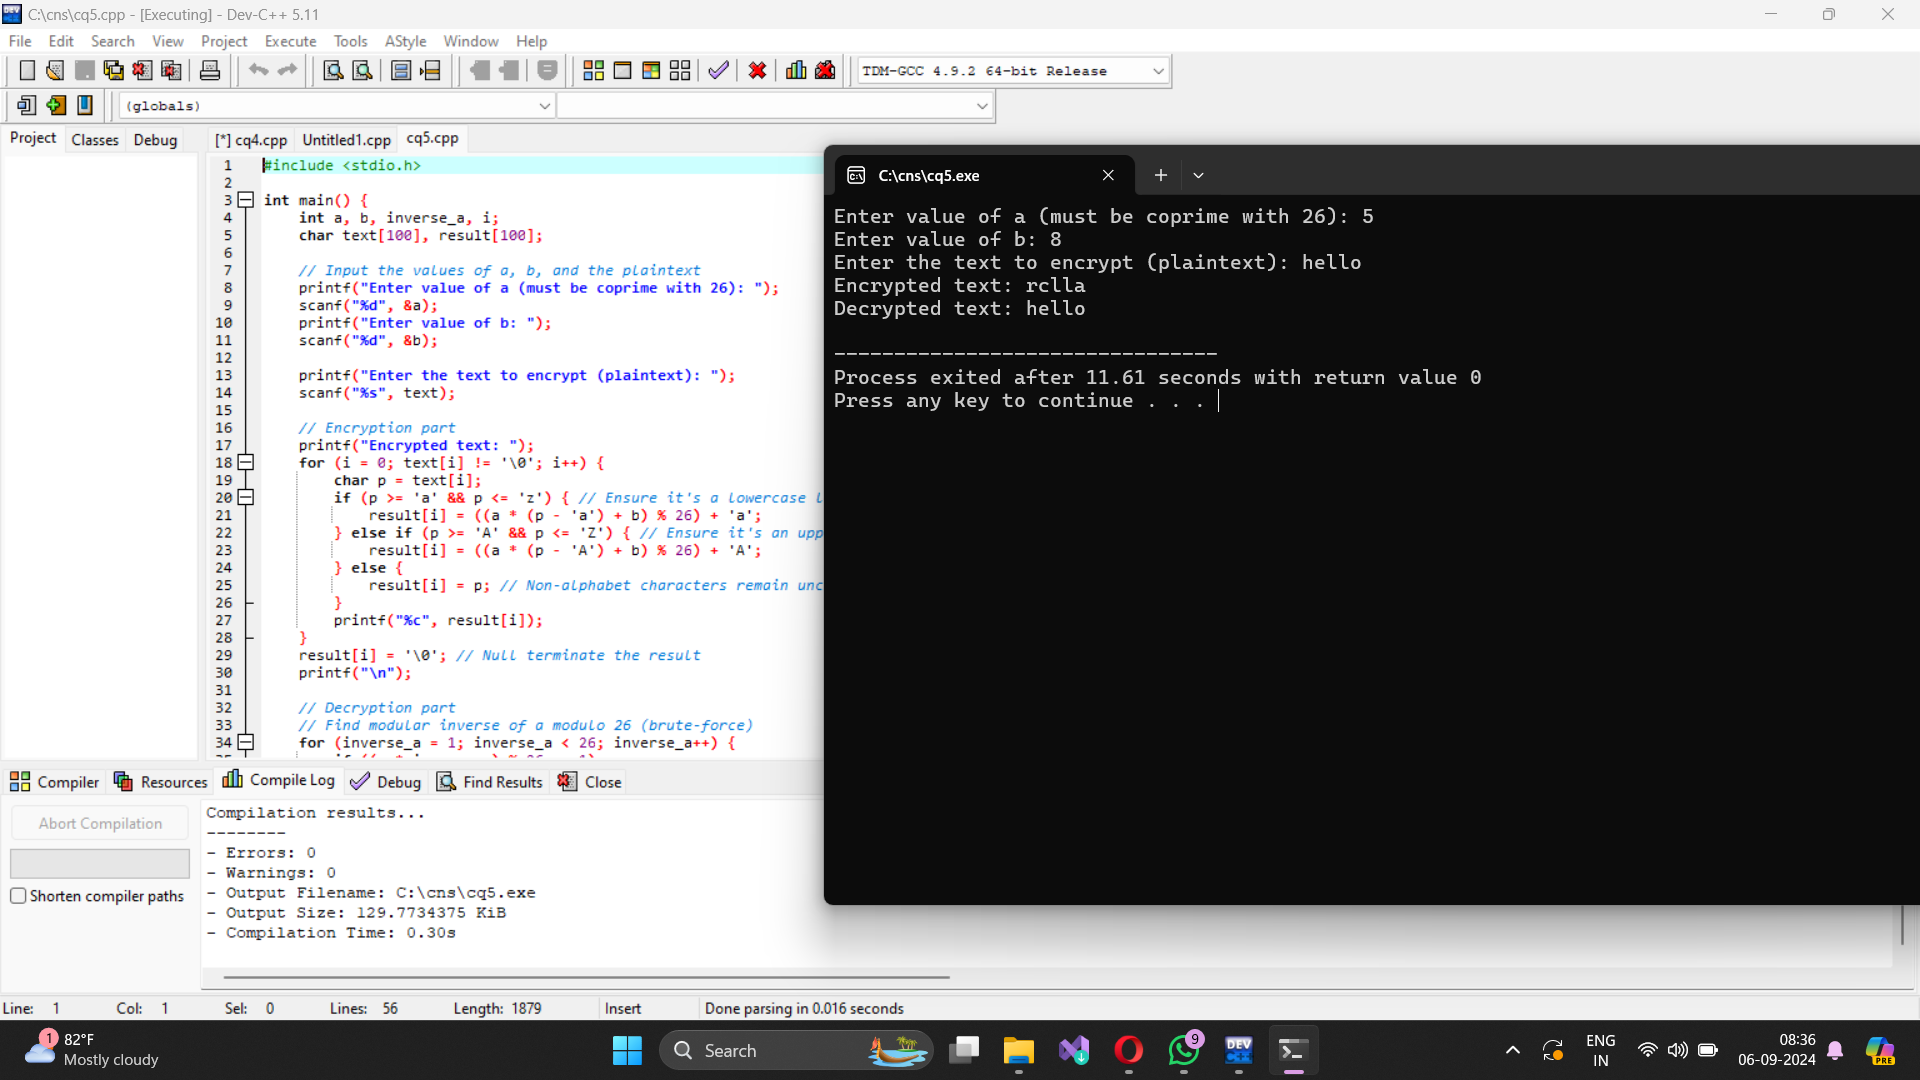 C:\cns\cq5.cpp - [Executing] - Dev-C++ 5.11
File Edit Search View Project Execute Tools AStyle Window Help
TDM-GCC 4.9.2 64-bit Release
(globals)
Project Classes Debug
[*] cq4.cpp Untitled1.cpp cq5.cpp
1 #include <stdio.h>
2
3 int main() {
4 int a, b, inverse_a, i;
5 char text[100], result[100];
6
7 // Input the values of a, b, and the plaintext
8 printf("Enter value of a (must be coprime with 26): ");
9 scanf("%d", &a);
10 printf("Enter value of b: ");
11 scanf("%d", &b);
12
13 printf("Enter the text to encrypt (plaintext): ");
14 scanf("%s", text);
15
16 // Encryption part
17 printf("Encrypted text: ");
18 for (i = 0; text[i] != '\0'; i++) {
19 char p = text[i];
20 if (p >= 'a' && p <= 'z') { // Ensure it's a lowercase
21 result[i] = ((a * (p - 'a') + b) % 26) + 'a';
22 } else if (p >= 'A' && p <= 'Z') { // Ensure it's an upp
23 result[i] = ((a * (p - 'A') + b) % 26) + 'A';
24 } else {
25 result[i] = p; // Non-alphabet characters remain unc
26 }
27 printf("%c", result[i]);
28 }
29 result[i] = '\0'; // Null terminate the result
30 printf("\n");
31
32 // Decryption part
33 // Find modular inverse of a modulo 26 (brute-force)
34 for (inverse_a = 1; inverse_a < 26; inverse_a++) {
C:\cns\cq5.exe
Enter value of a (must be coprime with 26): 5
Enter value of b: 8
Enter the text to encrypt (plaintext): hello
Encrypted text: rclla
Decrypted text: hello
--------------------------------
Process exited after 11.61 seconds with return value 0
Press any key to continue . . .
Compiler Resources Compile Log Debug Find Results Close
Abort Compilation
Shorten compiler paths
Compilation results...
--------
- Errors: 0
- Warnings: 0
- Output Filename: C:\cns\cq5.exe
- Output Size: 129.7734375 KiB
- Compilation Time: 0.30s
Line: 1 Col: 1 Sel: 0 Lines: 56 Length: 1879 Insert Done parsing in 0.016 seconds
1
82°F
Mostly cloudy
Search
9
DEV
ENG
IN
08:36
06-09-2024
PRE